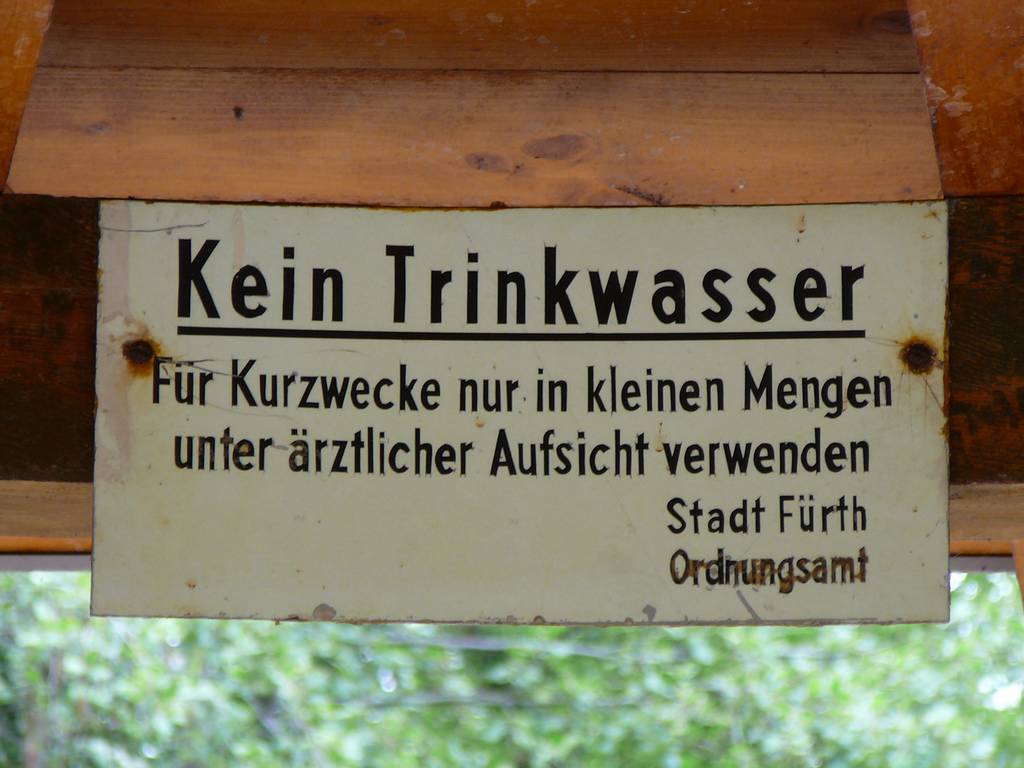 Kein Trinkwasser
Für Kurzwecke nur in kleinen Mengen
unter ärztlicher Aufsicht verwenden
Stadt Fürth
Ordnungsamt